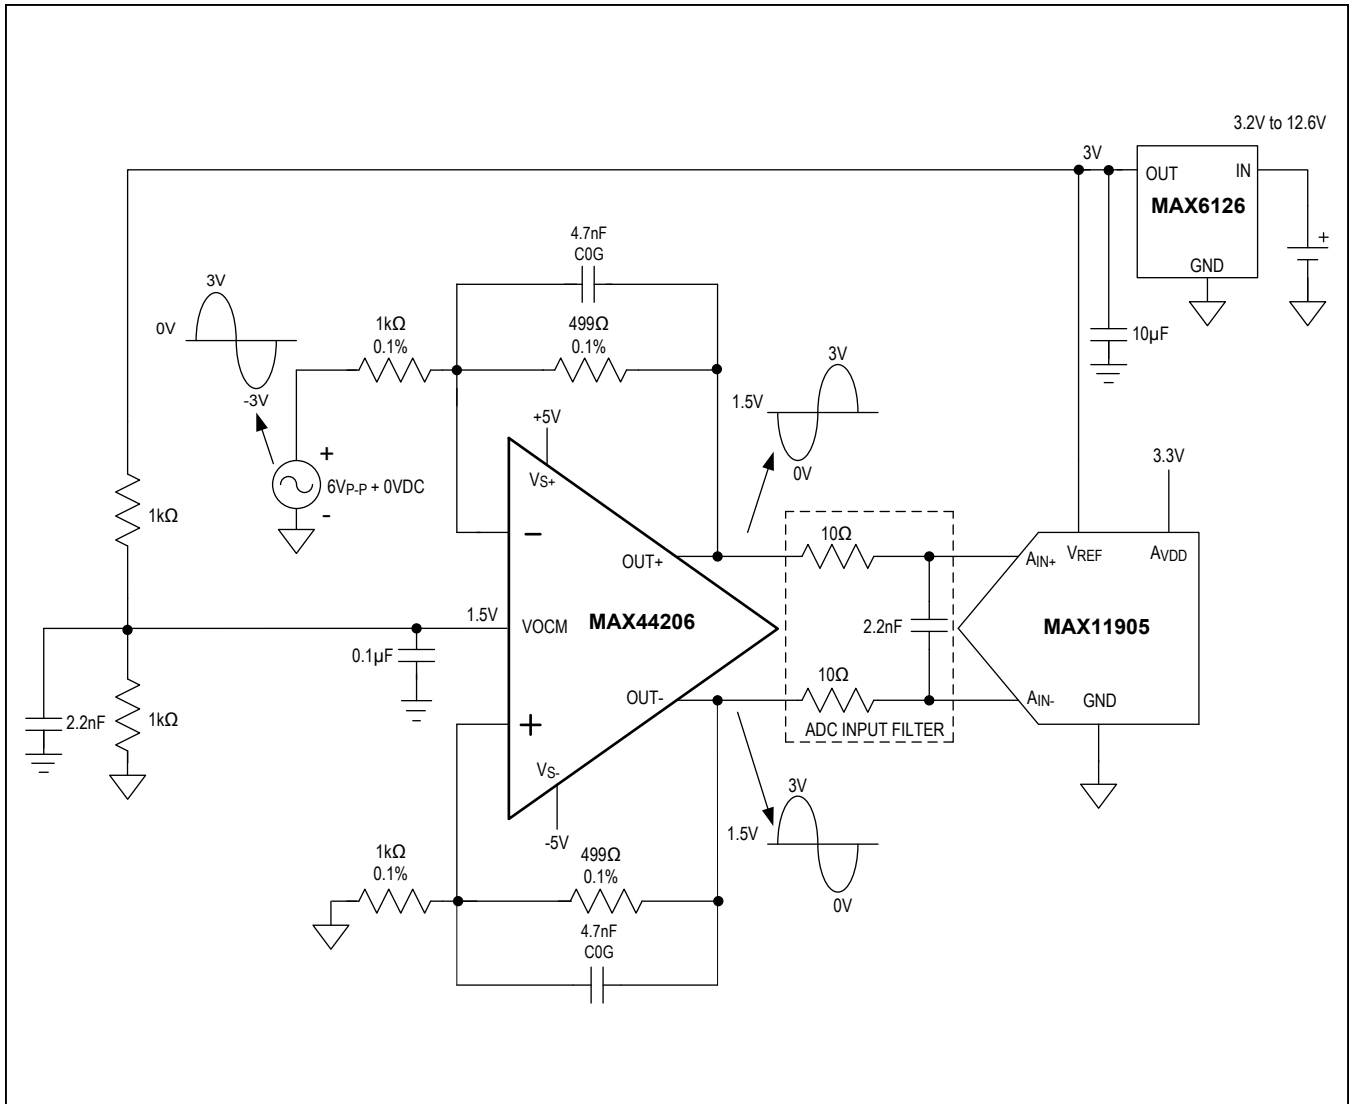 3.2V to 12.6V
3V
OUT
IN
MAX6126
GND
10µF
4.7nF
C0G
3V
0V
-3V
1kΩ
0.1%
499Ω
0.1%
3V
1.5V
0V
+5V
VS+
+
6VP-P + 0VDC
-
1kΩ
3.3V
10Ω
AIN+
VREF
AVDD
−
OUT+
1.5V
VOCM
MAX44206
2.2nF
MAX11905
0.1µF
10Ω
OUT-
AIN-
GND
ADC INPUT FILTER
2.2nF
1kΩ
+
VS-
-5V
3V
1.5V
0V
1kΩ
0.1%
499Ω
0.1%
4.7nF
C0G
+